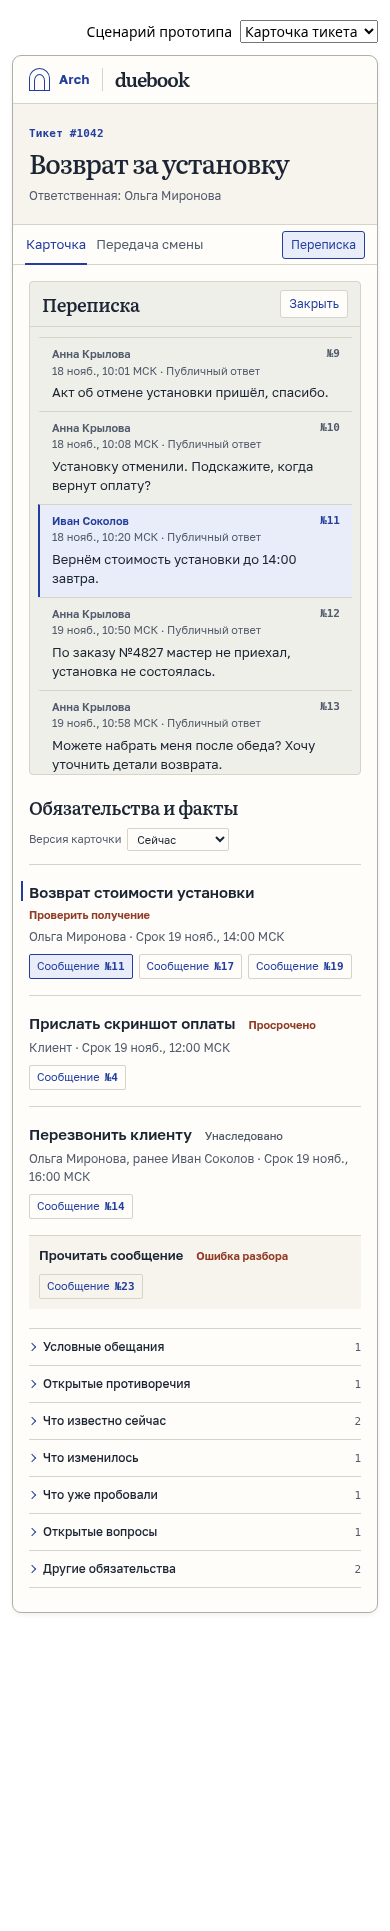 Сценарий прототипа Карточка тикета
Arch duebook
Тикет #1042
Возврат за установку
Ответственная: Ольга Миронова
Карточка Передача смены Переписка
Переписка Закрыть
Анна Крылова №9
18 нояб., 10:01 МСК · Публичный ответ
Акт об отмене установки пришёл, спасибо.
Анна Крылова №10
18 нояб., 10:08 МСК · Публичный ответ
Установку отменили. Подскажите, когда
вернут оплату?
Иван Соколов №11
18 нояб., 10:20 МСК · Публичный ответ
Вернём стоимость установки до 14:00
завтра.
Анна Крылова №12
19 нояб., 10:50 МСК · Публичный ответ
По заказу №4827 мастер не приехал,
установка не состоялась.
Анна Крылова №13
19 нояб., 10:58 МСК · Публичный ответ
Можете набрать меня после обеда? Хочу
уточнить детали возврата.
Обязательства и факты
Версия карточки Сейчас
Возврат стоимости установки
Проверить получение
Ольга Миронова · Срок 19 нояб., 14:00 МСК
Сообщение №11 Сообщение №17 Сообщение №19
Прислать скриншот оплаты Просрочено
Клиент · Срок 19 нояб., 12:00 МСК
Сообщение №4
Перезвонить клиенту Унаследовано
Ольга Миронова, ранее Иван Соколов · Срок 19 нояб.,
16:00 МСК
Сообщение №14
Прочитать сообщение Ошибка разбора
Сообщение №23
Условные обещания 1
Открытые противоречия 1
Что известно сейчас 2
Что изменилось 1
Что уже пробовали 1
Открытые вопросы 1
Другие обязательства 2